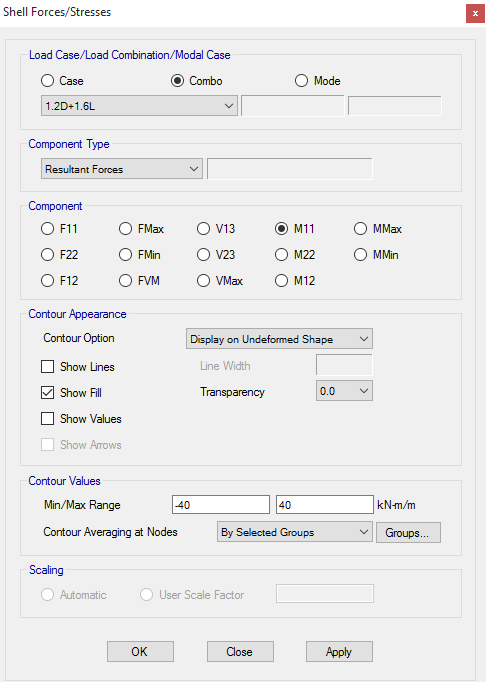 Shell Forces/Stresses
x
Load Case/Load Combination/Modal Case
Case Combo Mode
1.2D+1.6L
Component Type
Resultant Forces
Component
F11 FMax V13 M11 MMax
F22 FMin V23 M22 MMin
F12 FVM VMax M12
Contour Appearance
Contour Option Display on Undeformed Shape
Show Lines Line Width
Show Fill Transparency 0.0
Show Values
Show Arrows
Contour Values
Min/Max Range -40 40 kN-m/m
Contour Averaging at Nodes By Selected Groups Groups...
Scaling
Automatic User Scale Factor
OK Close Apply